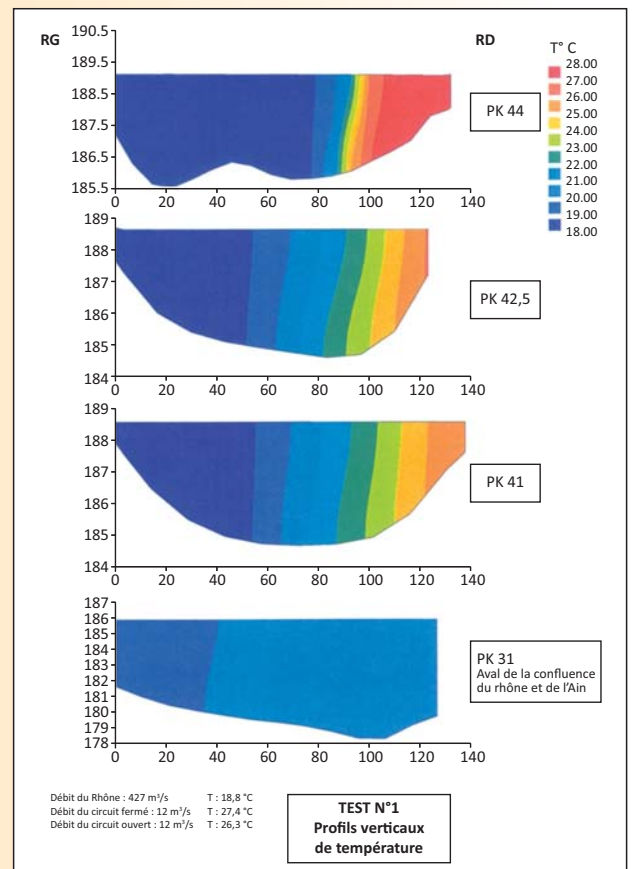 RG
RD
190.5
189.5
188.5
187.5
186.5
185.5
0 20 40 60 80 100 120 140
PK 44
T° C
28.00
27.00
26.00
25.00
24.00
23.00
22.00
21.00
20.00
19.00
18.00
189
188
187
186
185
184
0 20 40 60 80 100 120 140
PK 42,5
189
188
187
186
185
184
0 20 40 60 80 100 120 140
PK 41
187
186
185
184
183
182
181
180
179
178
0 20 40 60 80 100 120 140
PK 31
Aval de la confluence
du rhône et de l'Ain
Débit du Rhône : 427 m³/s T : 18,8 °C
Débit du circuit fermé : 12 m³/s T : 27,4 °C
Débit du circuit ouvert : 12 m³/s T : 26,3 °C
TEST N°1
Profils verticaux
de température